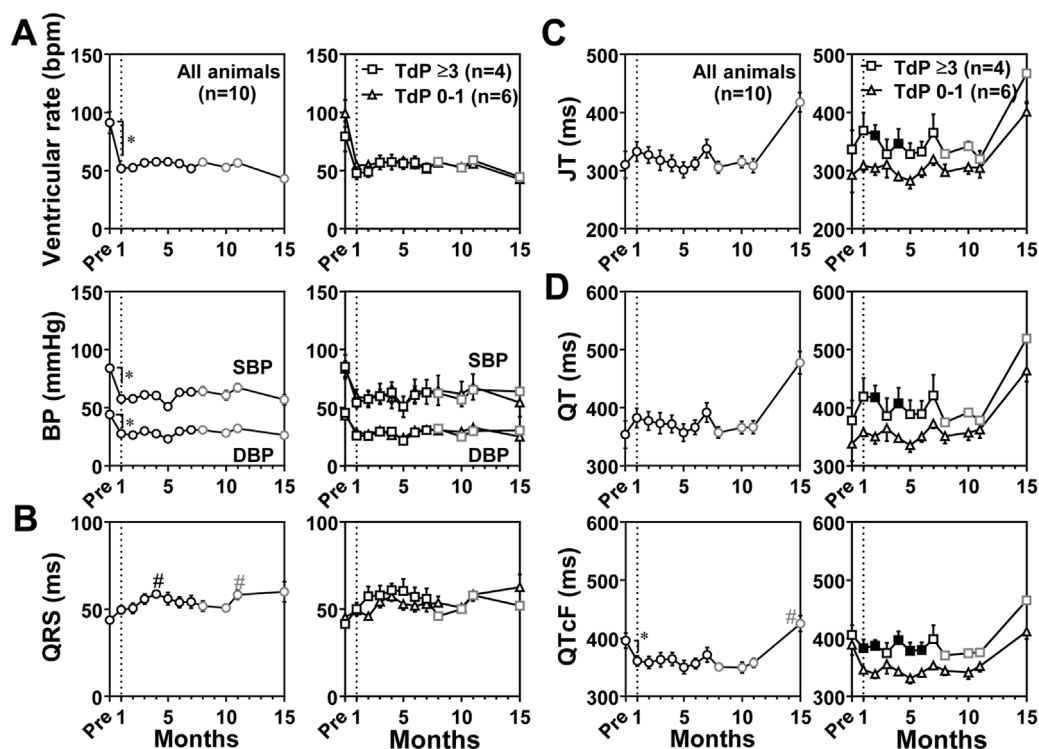 A
Ventricular rate (bpm)
150
100
50
0
Pre 1 5 10 15
All animals
(n=10)
*
150
100
50
0
Pre 1 5 10 15
TdP ≥3 (n=4)
TdP 0-1 (n=6)
BP (mmHg)
150
100
50
0
Pre 1 5 10 15
SBP
DBP
*
*
150
100
50
0
Pre 1 5 10 15
SBP
DBP
B
QRS (ms)
100
50
0
Pre 1 5 10 15
# #
Months
100
50
0
Pre 1 5 10 15
Months
C
JT (ms)
500
400
300
200
Pre 1 5 10 15
All animals
(n=10)
500
400
300
200
Pre 1 5 10 15
TdP ≥3 (n=4)
TdP 0-1 (n=6)
D
QT (ms)
600
500
400
300
Pre 1 5 10 15
600
500
400
300
Pre 1 5 10 15
QTcF (ms)
600
500
400
300
Pre 1 5 10 15
* #
Months
600
500
400
300
Pre 1 5 10 15
Months